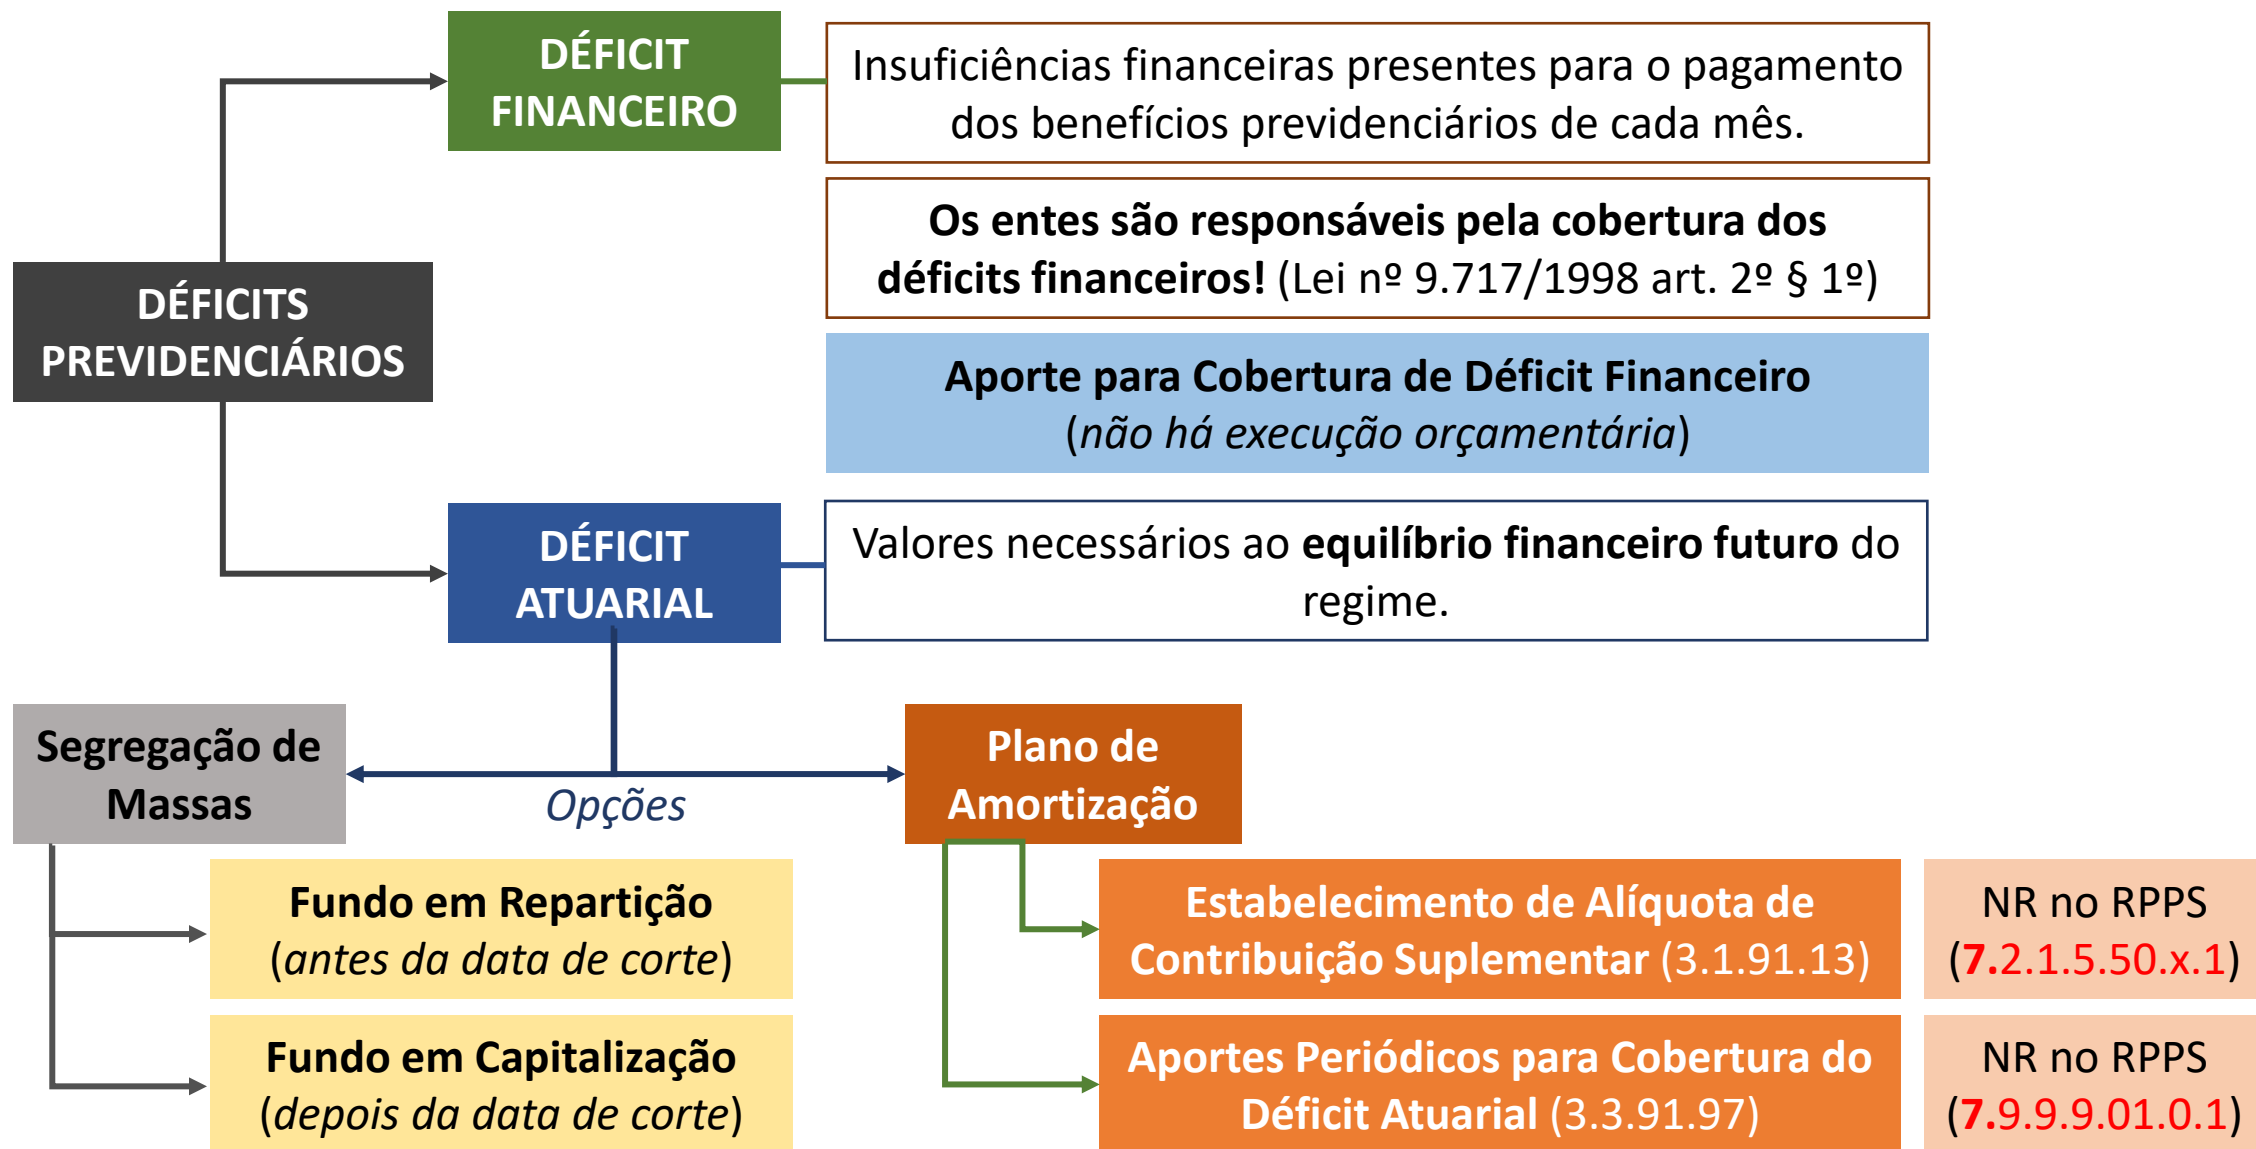 DÉFICIT
FINANCEIRO
Insuficiências financeiras presentes para o pagamento
dos benefícios previdenciários de cada mês.
Os entes são responsáveis pela cobertura dos
déficits financeiros! (Lei nº 9.717/1998 art. 2º § 1º)
DÉFICITS
PREVIDENCIÁRIOS
Aporte para Cobertura de Déficit Financeiro
(não há execução orçamentária)
DÉFICIT
ATUARIAL
Valores necessários ao equilíbrio financeiro futuro do
regime.
Segregação de
Massas
Opções
Plano de
Amortização
Fundo em Repartição
(antes da data de corte)
Estabelecimento de Alíquota de
Contribuição Suplementar (3.1.91.13)
NR no RPPS
(7.2.1.5.50.x.1)
Fundo em Capitalização
(depois da data de corte)
Aportes Periódicos para Cobertura do
Déficit Atuarial (3.3.91.97)
NR no RPPS
(7.9.9.9.01.0.1)